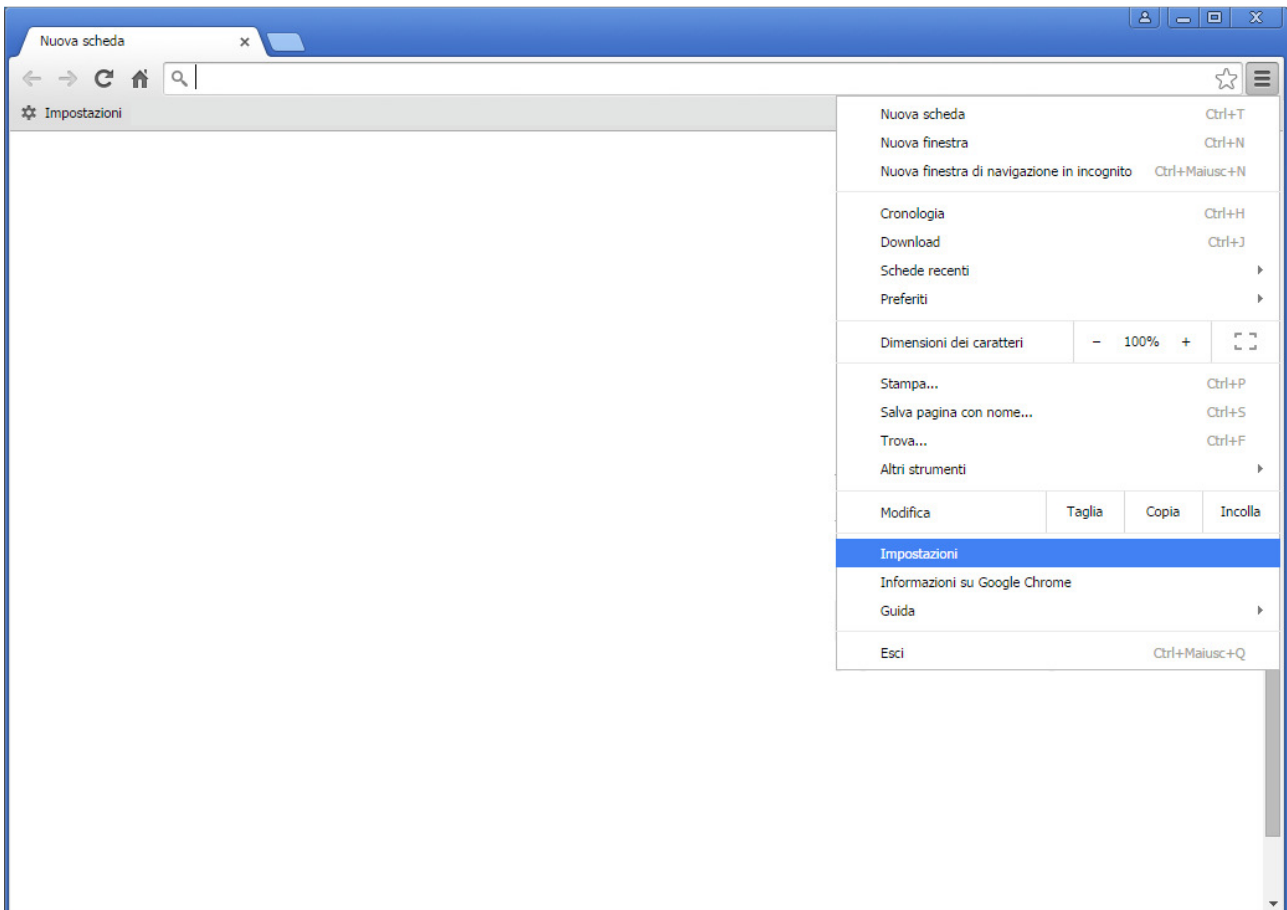 Nuova scheda
Impostazioni
Nuova scheda Ctrl+T
Nuova finestra Ctrl+N
Nuova finestra di navigazione in incognito Ctrl+Maiusc+N
Cronologia Ctrl+H
Download Ctrl+J
Schede recenti
Preferiti
Dimensioni dei caratteri - 100% +
Stampa... Ctrl+P
Salva pagina con nome... Ctrl+S
Trova... Ctrl+F
Altri strumenti
Modifica Taglia Copia Incolla
Impostazioni
Informazioni su Google Chrome
Guida
Esci Ctrl+Maiusc+Q